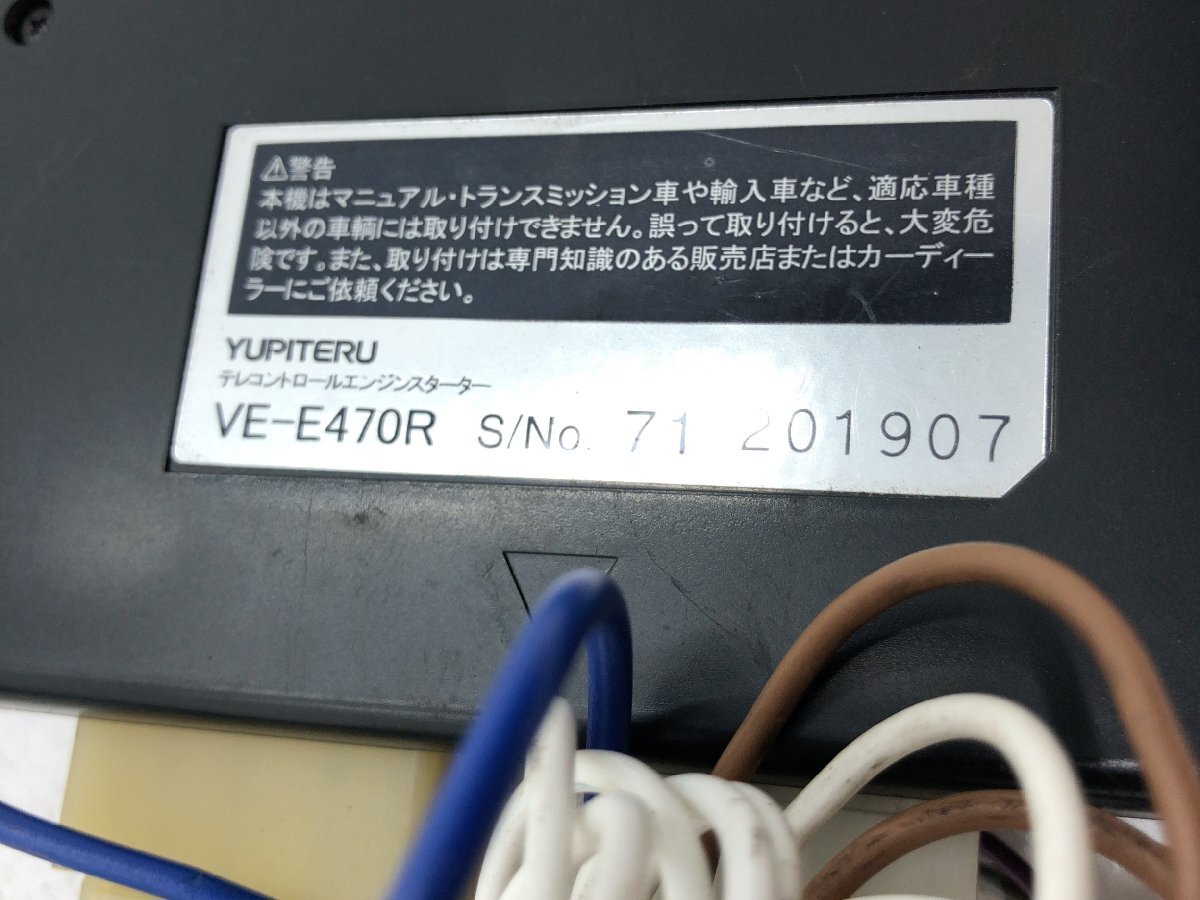 ⚠警告
本機はマニュアル・トランスミッション車や輸入車など、適応車種
以外の車輌には取り付けできません。誤って取り付けると、大変危
険です。また、取り付けは専門知識のある販売店またはカーディー
ラーにご依頼ください。
YUPITERU
テレコントロールエンジンスターター
VE-E470R S/No. 71 201907